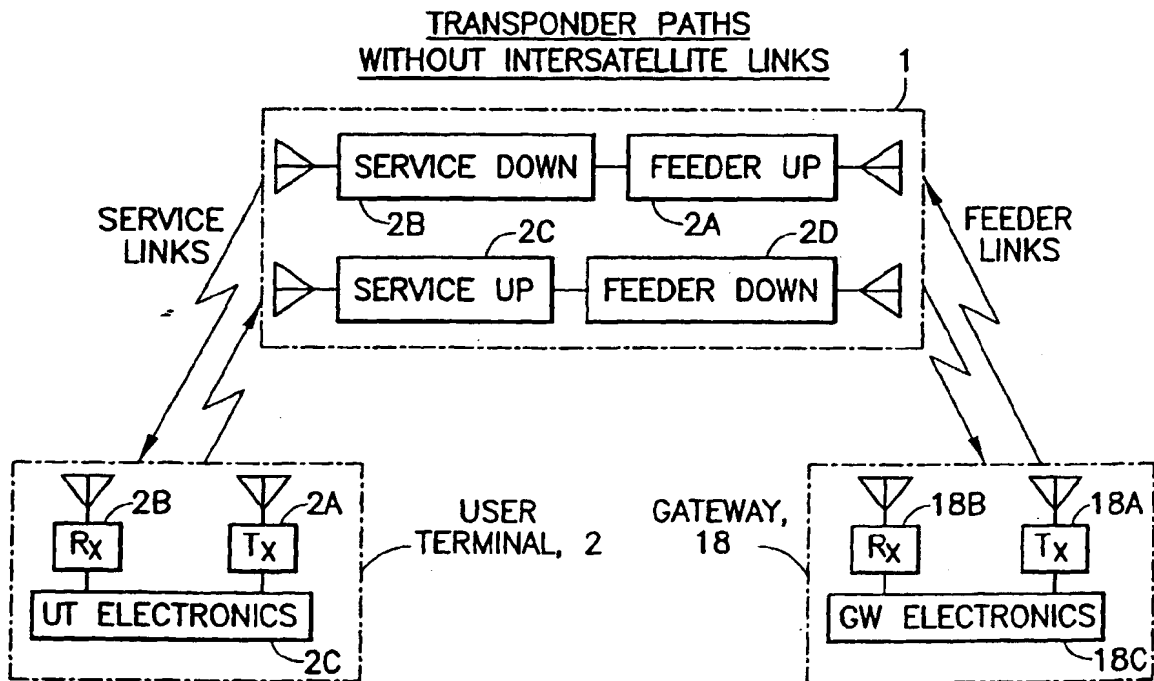 TRANSPONDER PATHS
WITHOUT INTERSATELLITE LINKS
1
SERVICE DOWN
FEEDER UP
2B
2A
SERVICE
LINKS
FEEDER
LINKS
2C
2D
SERVICE UP
FEEDER DOWN
2B
2A
RX
TX
UT ELECTRONICS
2C
USER
TERMINAL, 2
GATEWAY,
18
18B
18A
RX
TX
GW ELECTRONICS
18C